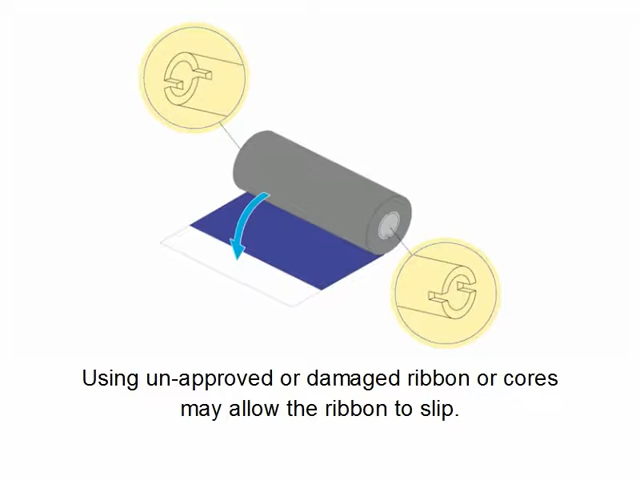 Using un-approved or damaged ribbon or cores
may allow the ribbon to slip.